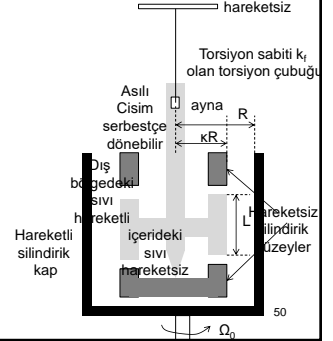 hareketsiz
Torsiyon sabiti k_f
olan torsiyon çubuğu
Asılı
Cisim
serbestçe
dönebilir
ayna
R
κR
Dış
bölgedeki
sıvı
hareketli
Hareketli
silindirik
kap
içerideki
sıvı
hareketsiz
L
Hareketsiz
silindirik
yüzeyler
50
Ω₀